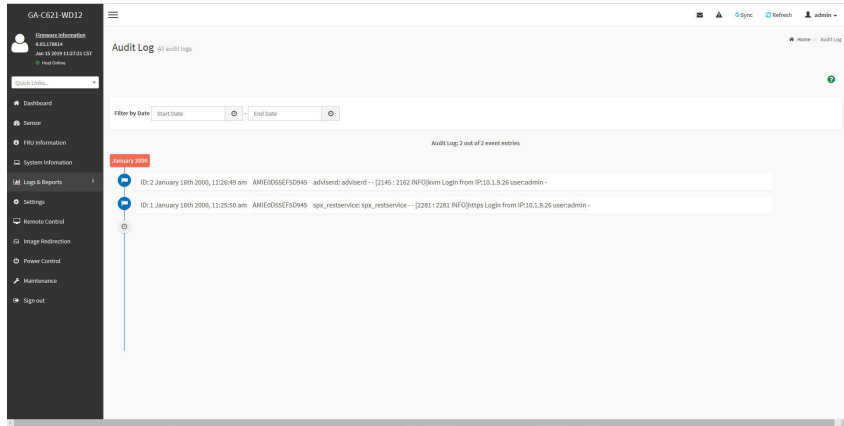 GA-C621-WD12
Sync
Refresh
admin
Firmware Information
4.03.178614
Jan 15 2019 11:27:21 CST
Host Online
Quick Links...
Dashboard
Sensor
FRU Information
System Infomation
Logs & Reports
Settings
Remote Control
Image Redirection
Power Control
Maintenance
Sign out
Audit Log All audit logs
Home > Audit Log
Filter by Date Start Date - End Date
Audit Log: 2 out of 2 event entries
January 2000
ID: 2 January 16th 2000, 11:26:49 am AMIE0D55EF5D945 adviserd: adviserd - - [2145 : 2162 INFO]kvm Login from IP:10.1.9.26 user:admin -
ID: 1 January 16th 2000, 11:25:50 am AMIE0D55EF5D945 spx_restservice: spx_restservice - - [2281 : 2281 INFO]https Login from IP:10.1.9.26 user:admin -